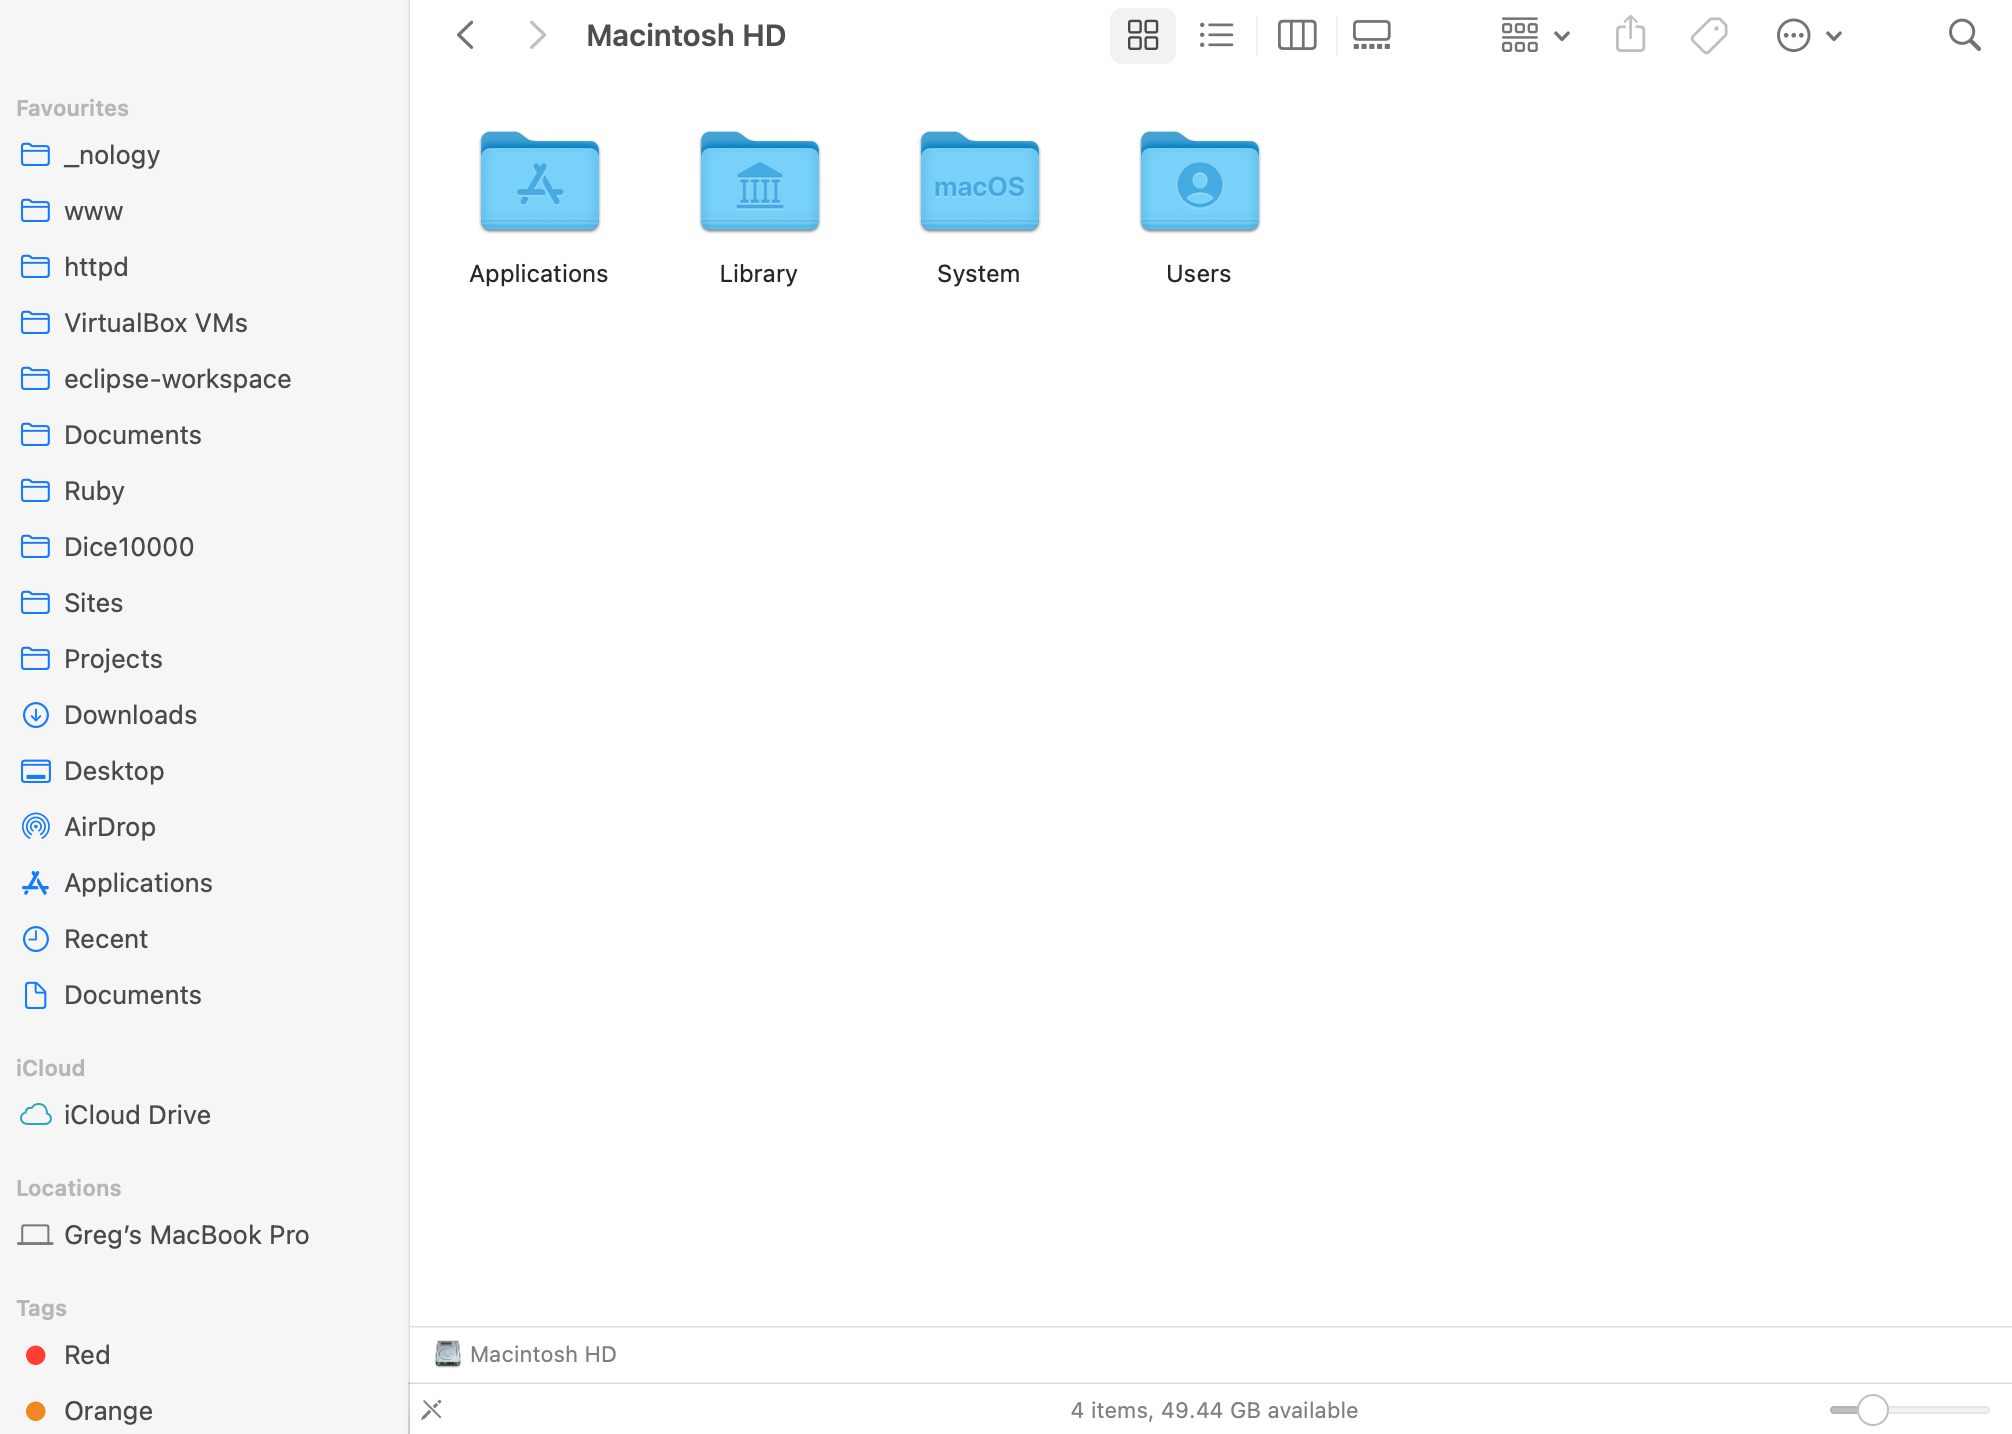 Macintosh HD
Favourites
_nology
www
httpd
VirtualBox VMs
eclipse-workspace
Documents
Ruby
Dice10000
Sites
Projects
Downloads
Desktop
AirDrop
Applications
Recent
Documents
iCloud
iCloud Drive
Locations
Greg’s MacBook Pro
Tags
Red
Orange
macOS
Applications Library System Users
Macintosh HD
4 items, 49.44 GB available